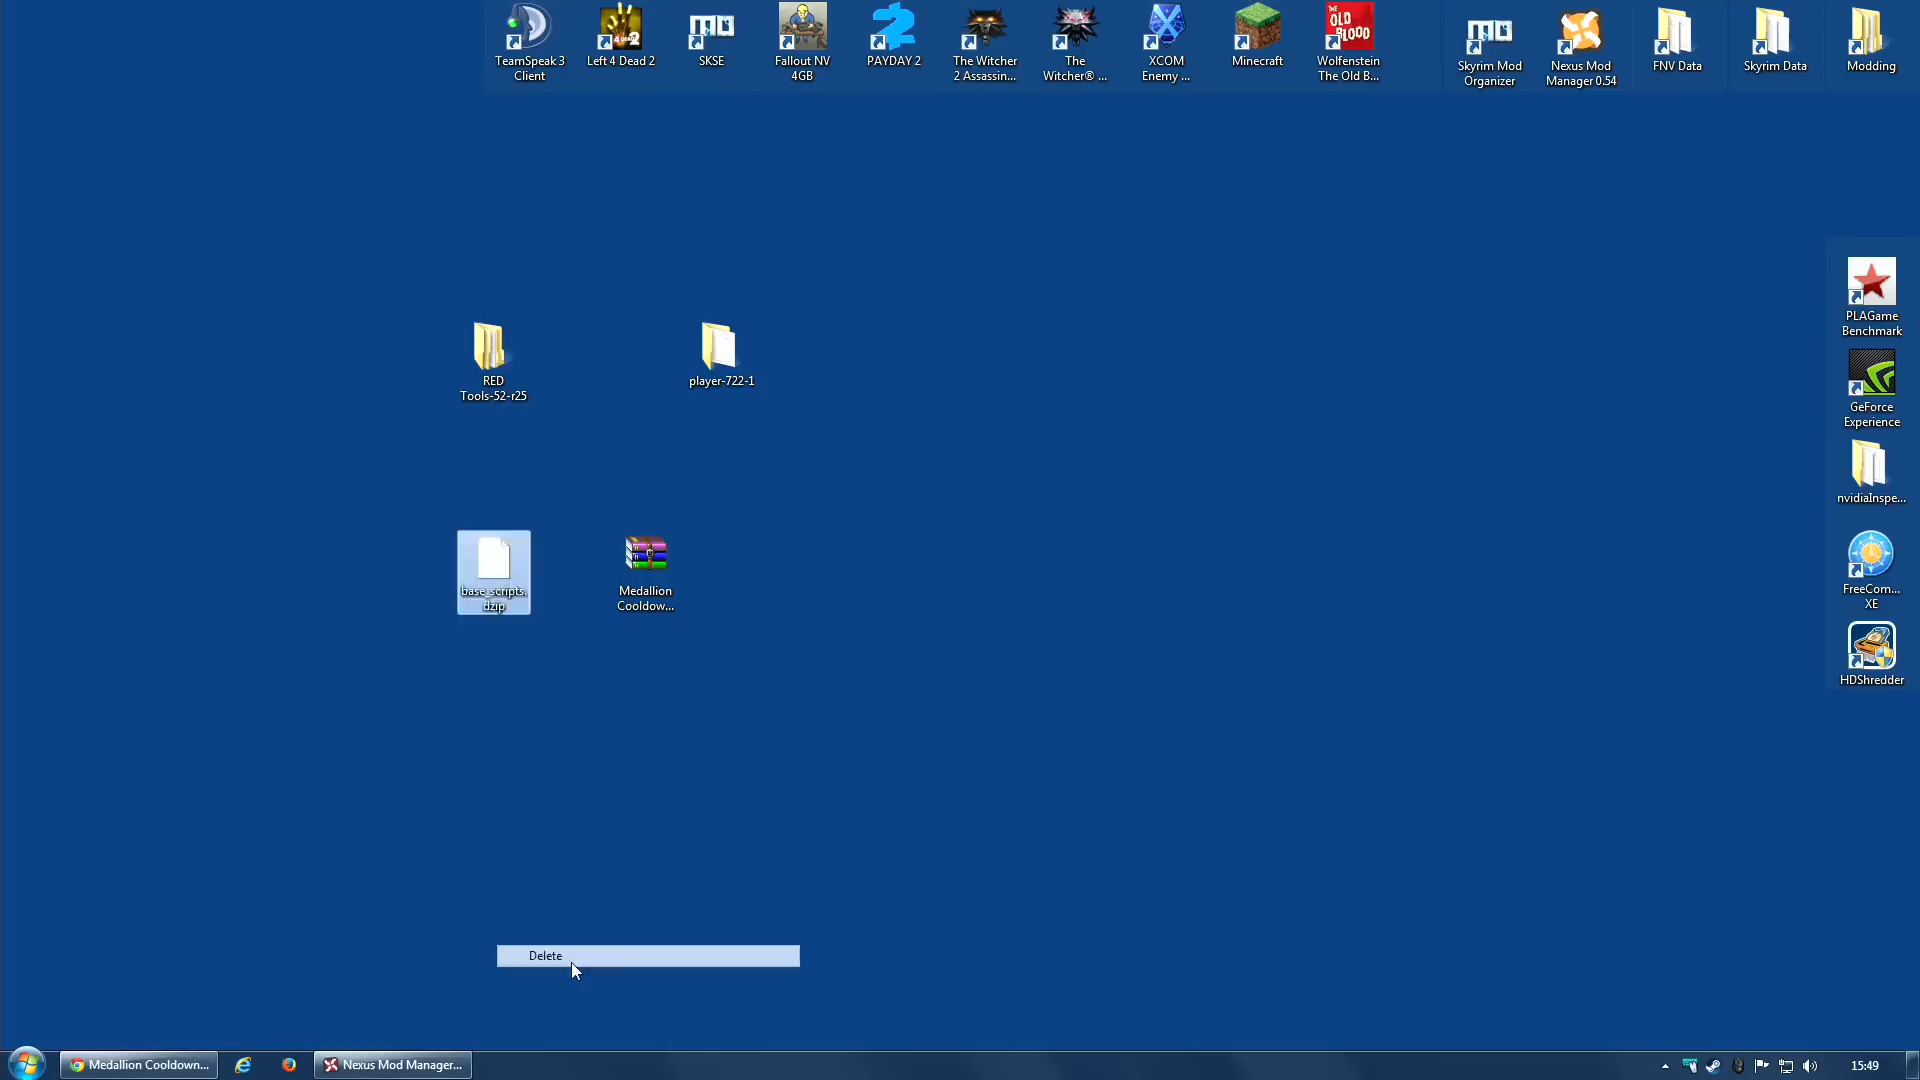 TeamSpeak 3
Client
Left 4 Dead 2
SKSE
Fallout NV
4GB
PAYDAY 2
The Witcher
2 Assassin...
The
Witcher® ...
XCOM
Enemy ...
Minecraft
THE
OLD
BLOOD
Wolfenstein
The Old B...
Skyrim Mod
Organizer
Nexus Mod
Manager 0.54
FNV Data
Skyrim Data
Modding
PLAGame
Benchmark
RED
Tools-52-r25
player-722-1
GeForce
Experience
nvidiaInspe...
base_scripts.
dzip
Medallion
Cooldow...
FreeCom...
XE
HDShredder
Delete
Medallion Cooldown...
Nexus Mod Manager...
15:49